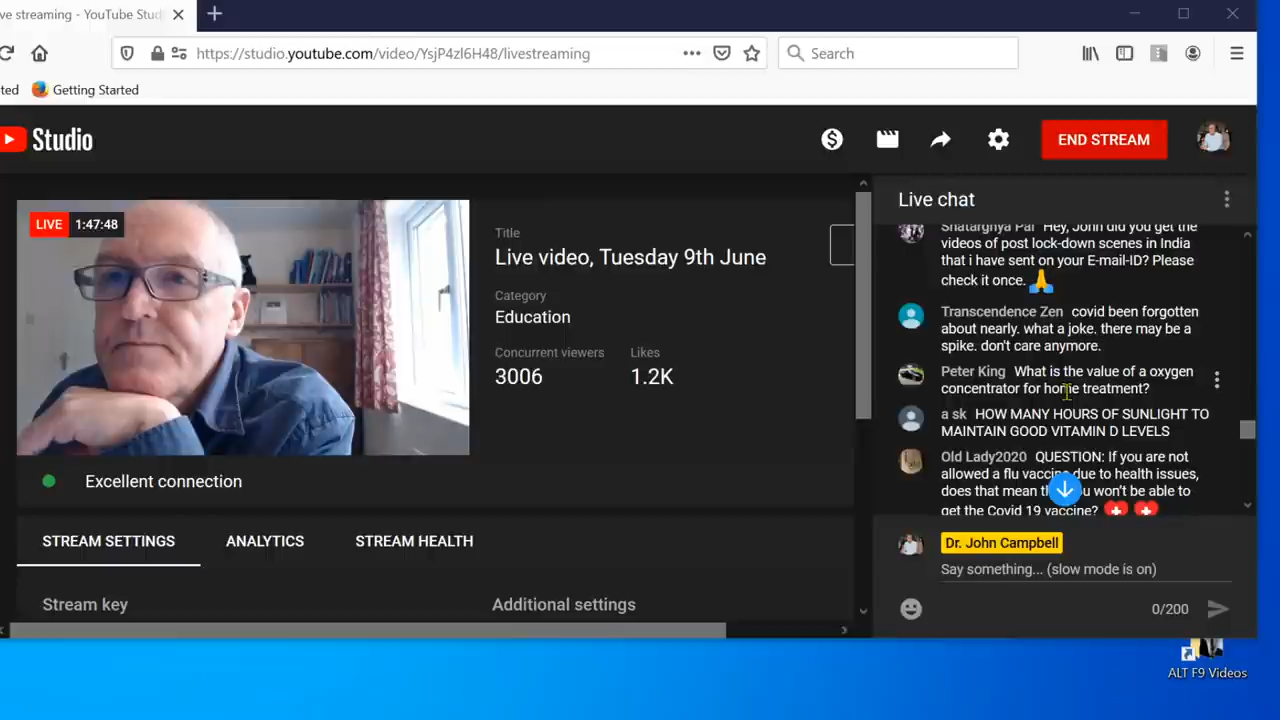 ve streaming - YouTube Stud
https://studio.youtube.com/video/YsjP4zl6H48/livestreaming
Search
ted
Getting Started
Studio
END STREAM
LIVE 1:47:48
Title
Live video, Tuesday 9th June
Category
Education
Concurrent viewers
Likes
3006
1.2K
Excellent connection
STREAM SETTINGS
ANALYTICS
STREAM HEALTH
Stream key
Additional settings
Live chat
Shatarghya Pal Hey, John did you get the
videos of post lock-down scenes in India
that i have sent on your E-mail-ID? Please
check it once.
Transcendence Zen covid been forgotten
about nearly. what a joke. there may be a
spike. don't care anymore.
Peter King What is the value of a oxygen
concentrator for home treatment?
a sk HOW MANY HOURS OF SUNLIGHT TO
MAINTAIN GOOD VITAMIN D LEVELS
Old Lady2020 QUESTION: If you are not
allowed a flu vaccine due to health issues,
does that mean u won't be able to
get the Covid 19 vaccine?
Dr. John Campbell
Say something... (slow mode is on)
0/200
ALT F9 Videos